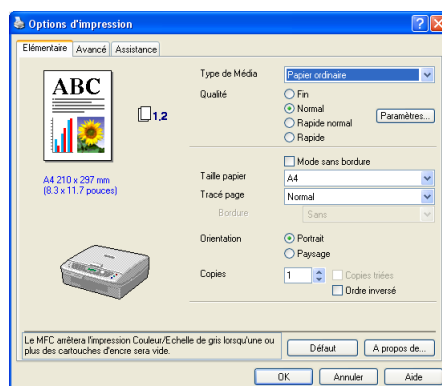 Options d'impression
Elémentaire Avancé Assistance
ABC
1,2
A4 210 x 297 mm
(8.3 x 11.7 pouces)
Type de Média Papier ordinaire
Qualité Fin
Normal
Rapide normal
Rapide
Paramètres...
Mode sans bordure
Taille papier A4
Tracé page Normal
Bordure Sans
Orientation Portrait
Paysage
Copies 1 Copies triées
Ordre inversé
Le MFC arrêtera l'impression Couleur/Echelle de gris lorsqu'une ou
plus des cartouches d'encre sera vide.
Défaut A propos de...
OK Annuler Aide